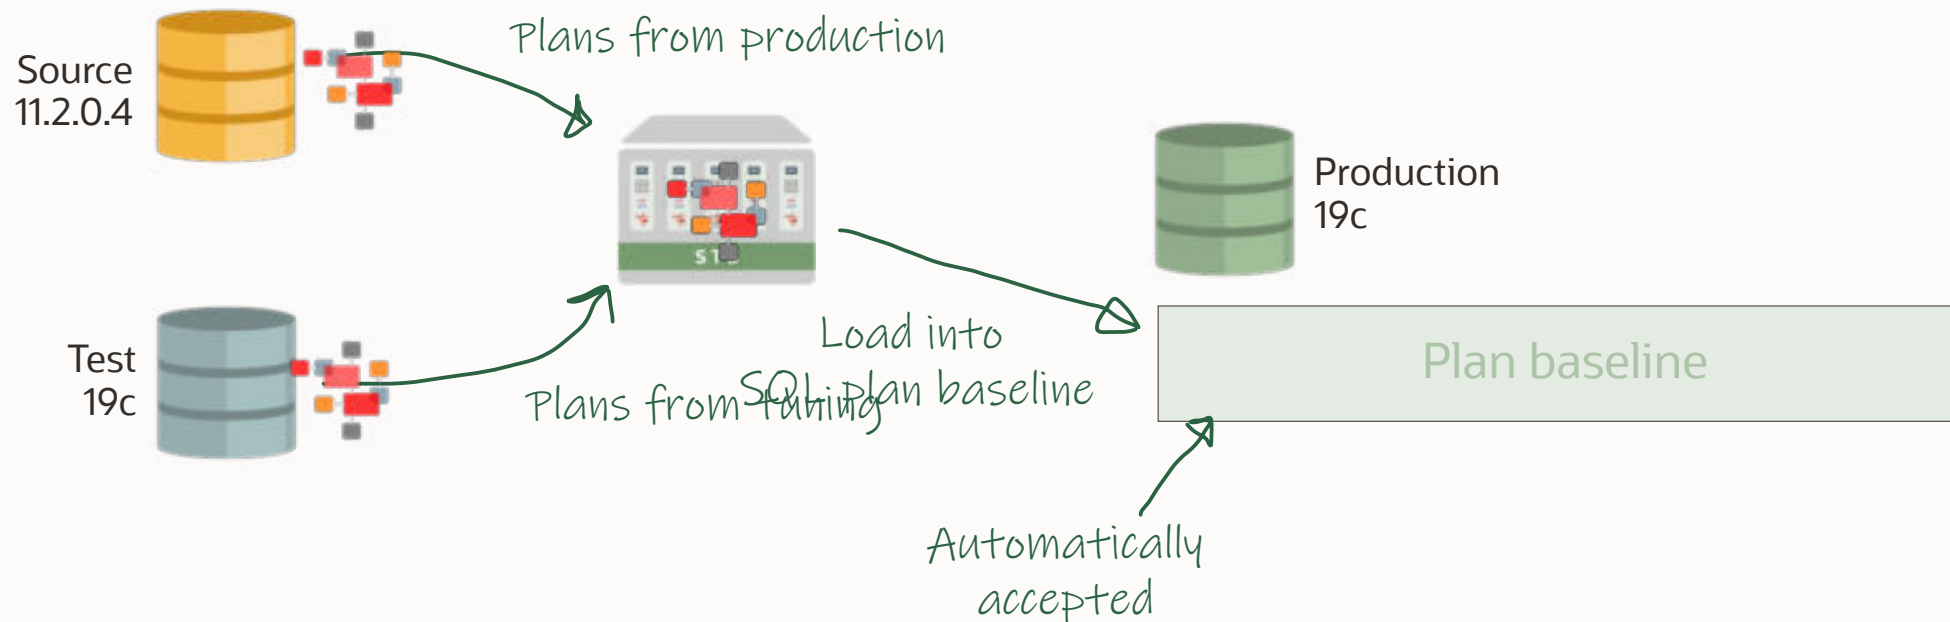 Plans from production
Source
11.2.0.4
Production
19c
Test
19c
Load into
SQL plan baseline
Plans from tuning
Plan baseline
Automatically
accepted